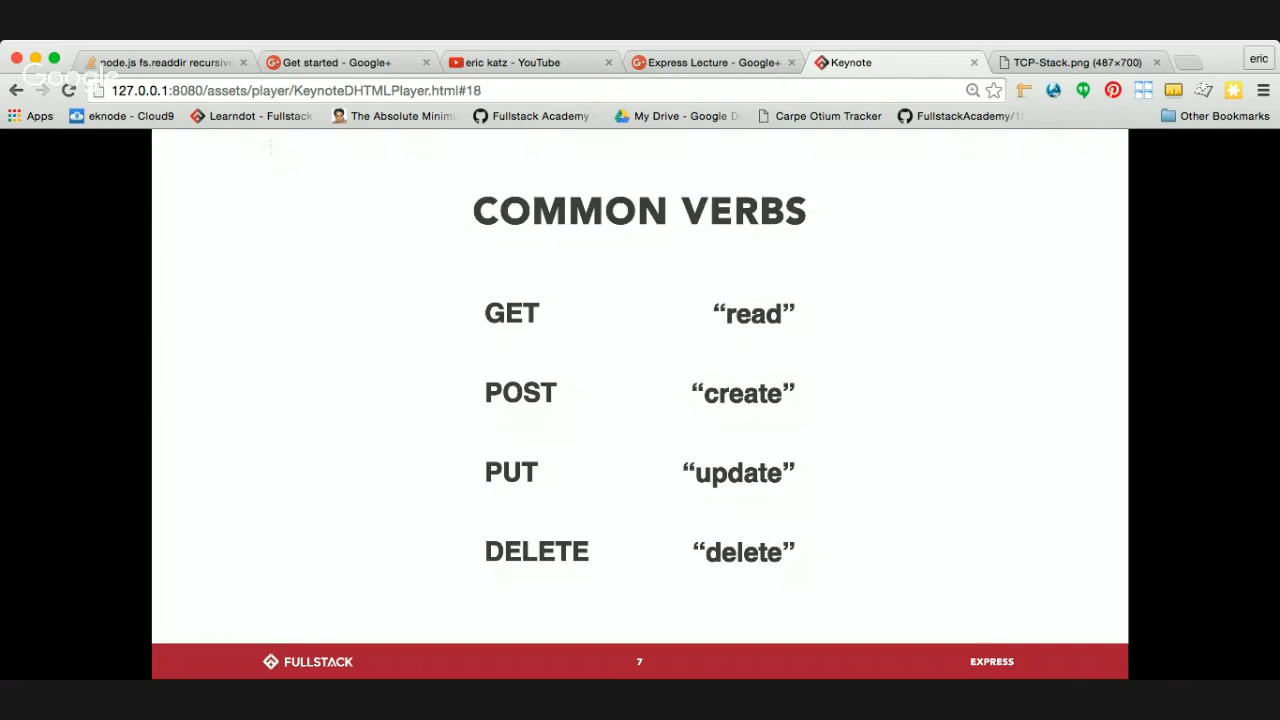 node.js fs.readdir recursive
Get started - Google+
eric katz - YouTube
Express Lecture - Google+
Keynote
TCP-Stack.png (487×700)
eric
Google
127.0.0.1:8080/assets/player/KeynoteDHTMLPlayer.html#18
Apps
eknode - Cloud9
Learndot - Fullstack
The Absolute Minim
Fullstack Academy
My Drive - Google D
Carpe Otium Tracker
FullstackAcademy/1
Other Bookmarks
COMMON VERBS
GET “read”
POST “create”
PUT “update”
DELETE “delete”
FULLSTACK
7
EXPRESS